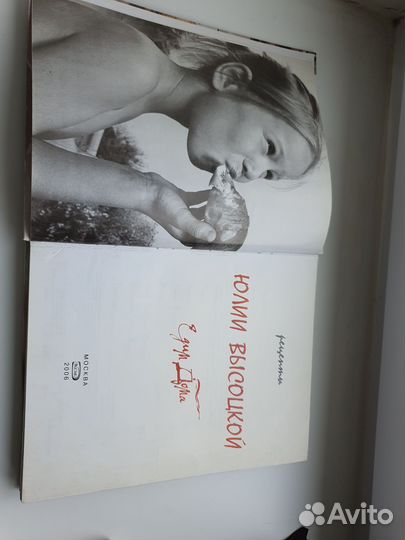 рецепты
ЮЛИИ ВЫСОЦКОЙ
Едим Дома
МОСКВА
2006
Avito